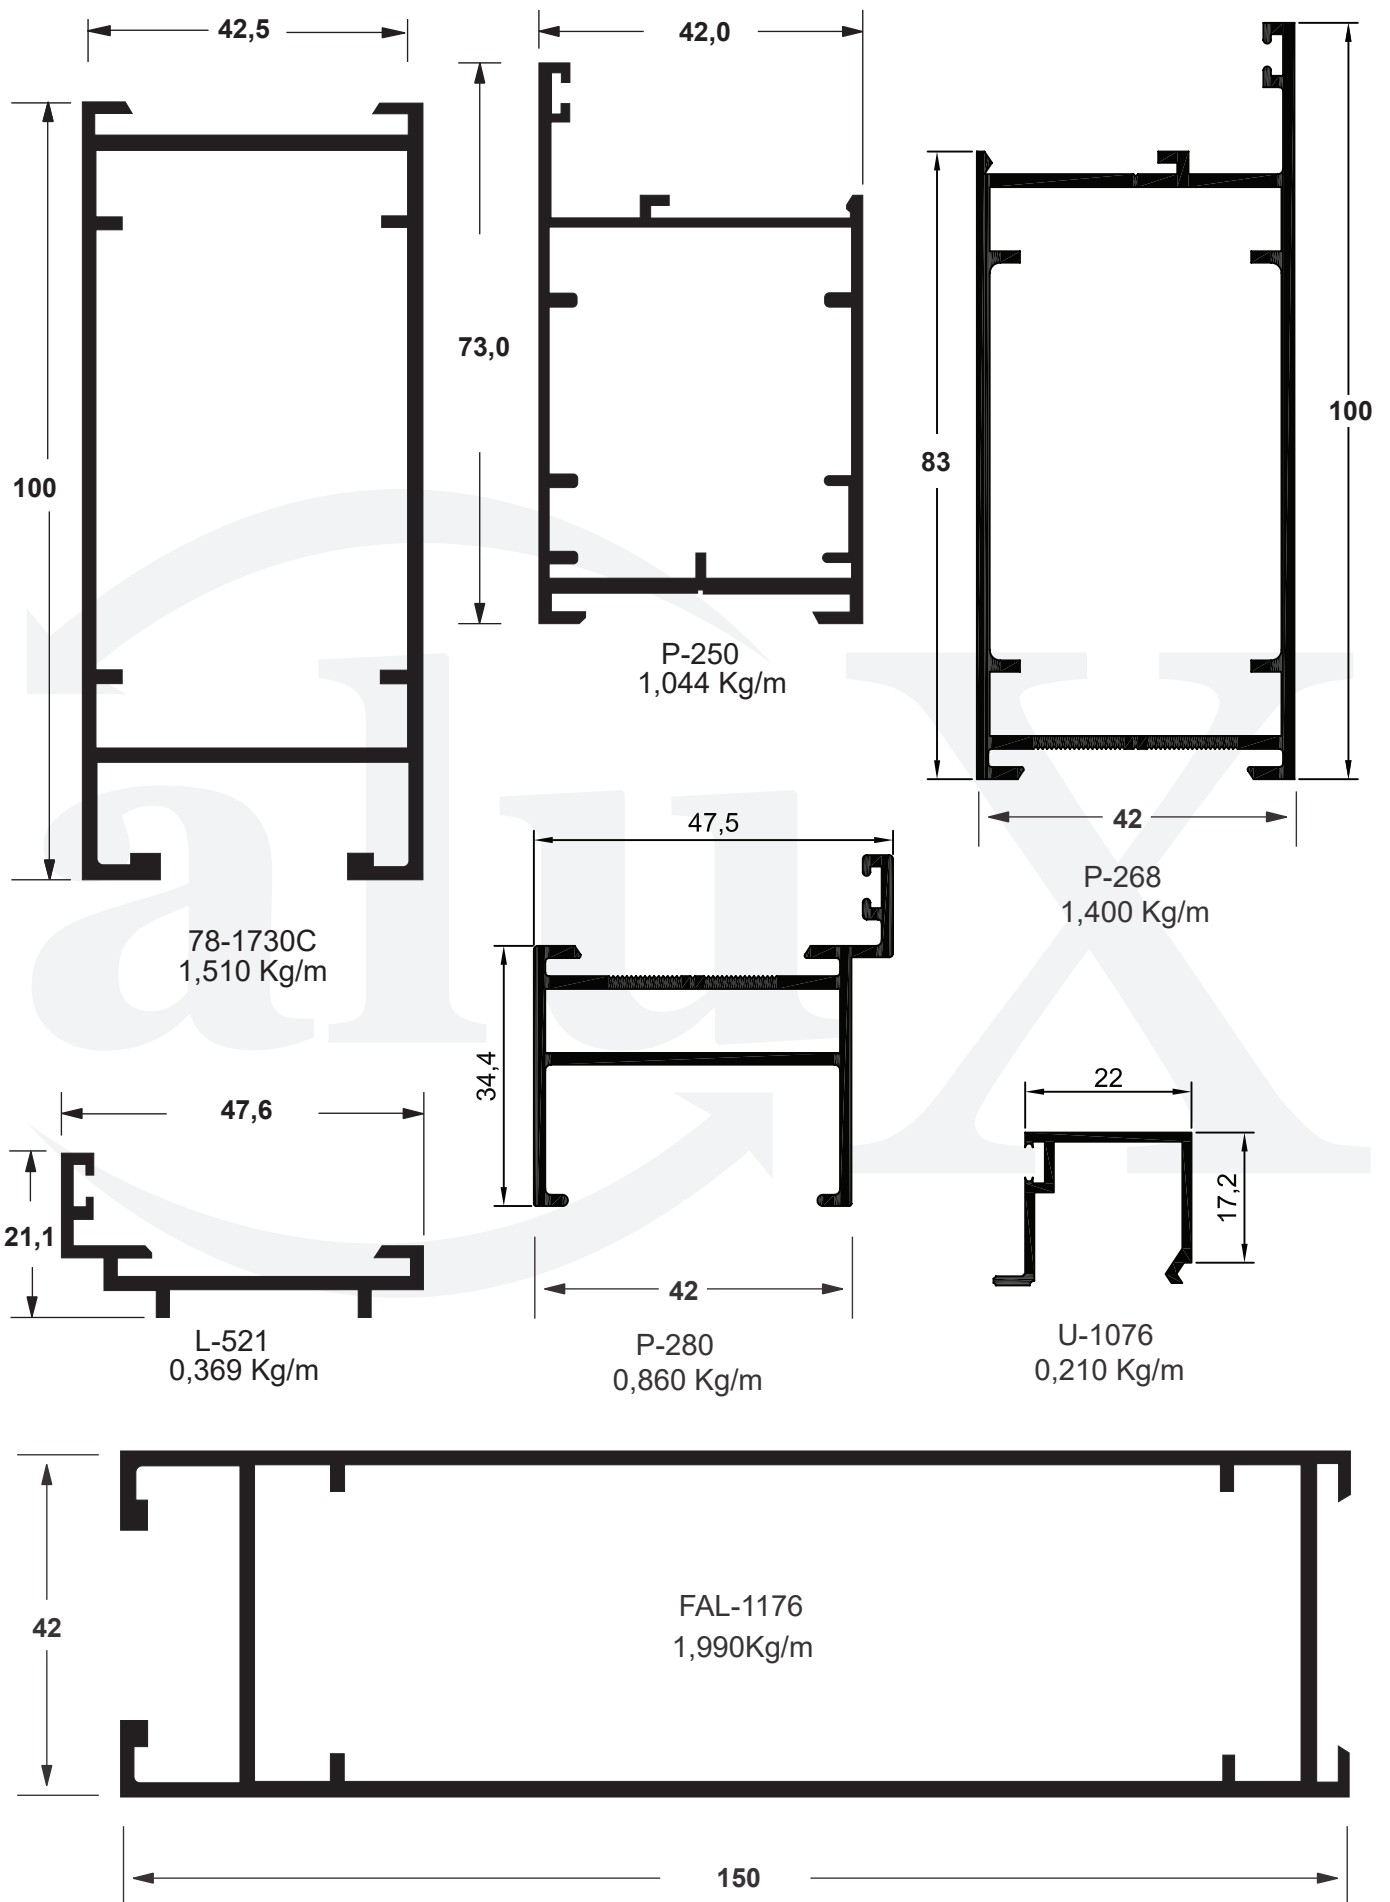 42,5
42,0
100
73,0
83
100
P-250
1,044 Kg/m
42
P-268
1,400 Kg/m
78-1730C
1,510 Kg/m
47,5
34,4
42
P-280
0,860 Kg/m
47,6
21,1
L-521
0,369 Kg/m
22
17,2
U-1076
0,210 Kg/m
42
FAL-1176
1,990Kg/m
150
alux